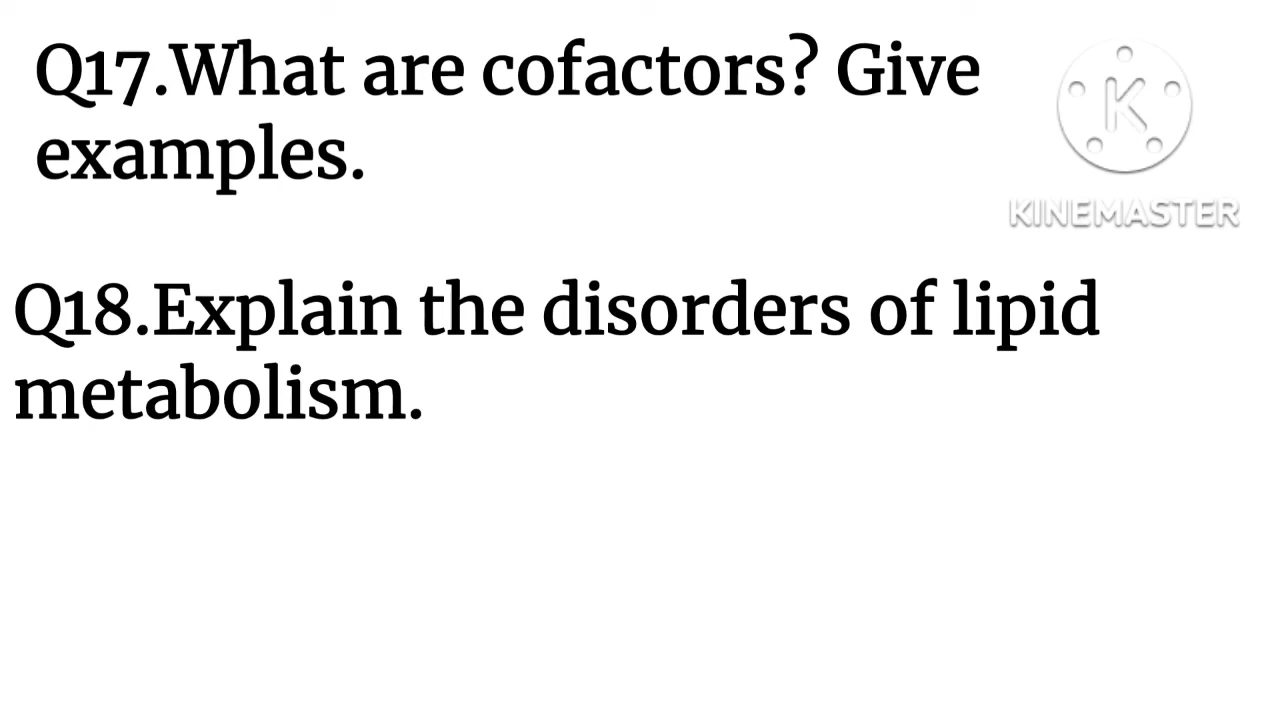 Q17.What are cofactors? Give
examples.
KINEMASTER
Q18.Explain the disorders of lipid
metabolism.